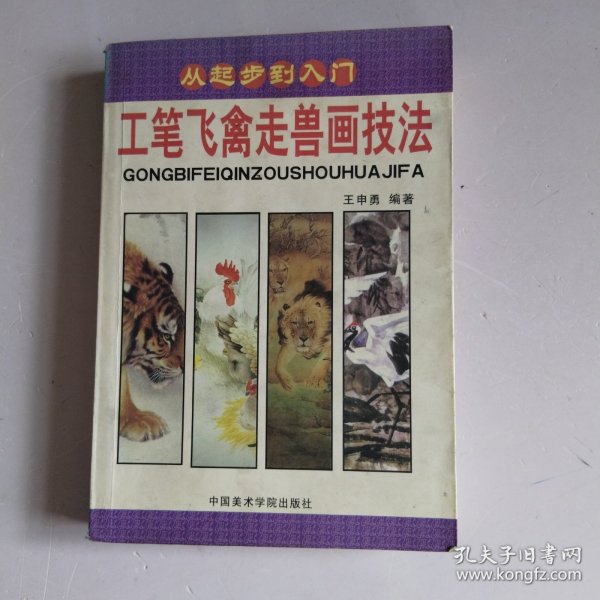 从起步到入门
工笔飞禽走兽画技法
GONGBIFEIQINZOUSHOUHUAJIFA
王申勇 编著
中国美术学院出版社
孔夫子旧书网
www.kongfz.com